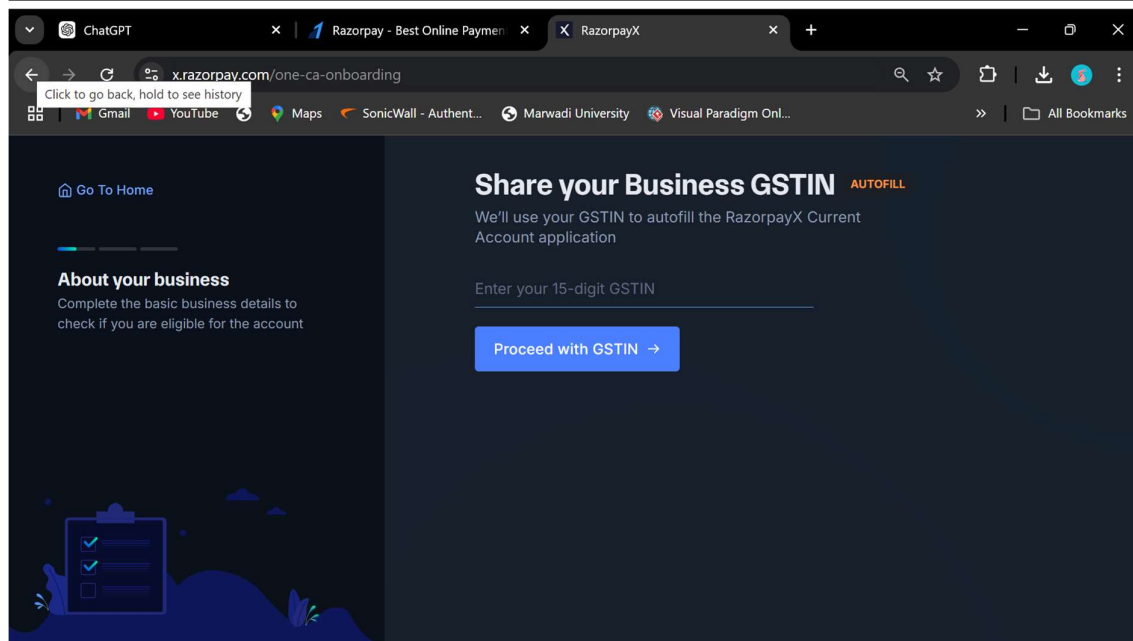 ChatGPT
Razorpay - Best Online Paymen
X RazorpayX
x.razorpay.com/one-ca-onboarding
Click to go back, hold to see history
Gmail YouTube Maps SonicWall - Authent... Marwadi University Visual Paradigm Onl... » All Bookmarks
Go To Home
About your business
Complete the basic business details to
check if you are eligible for the account
Share your Business GSTIN AUTOFILL
We'll use your GSTIN to autofill the RazorpayX Current
Account application
Enter your 15-digit GSTIN
Proceed with GSTIN →